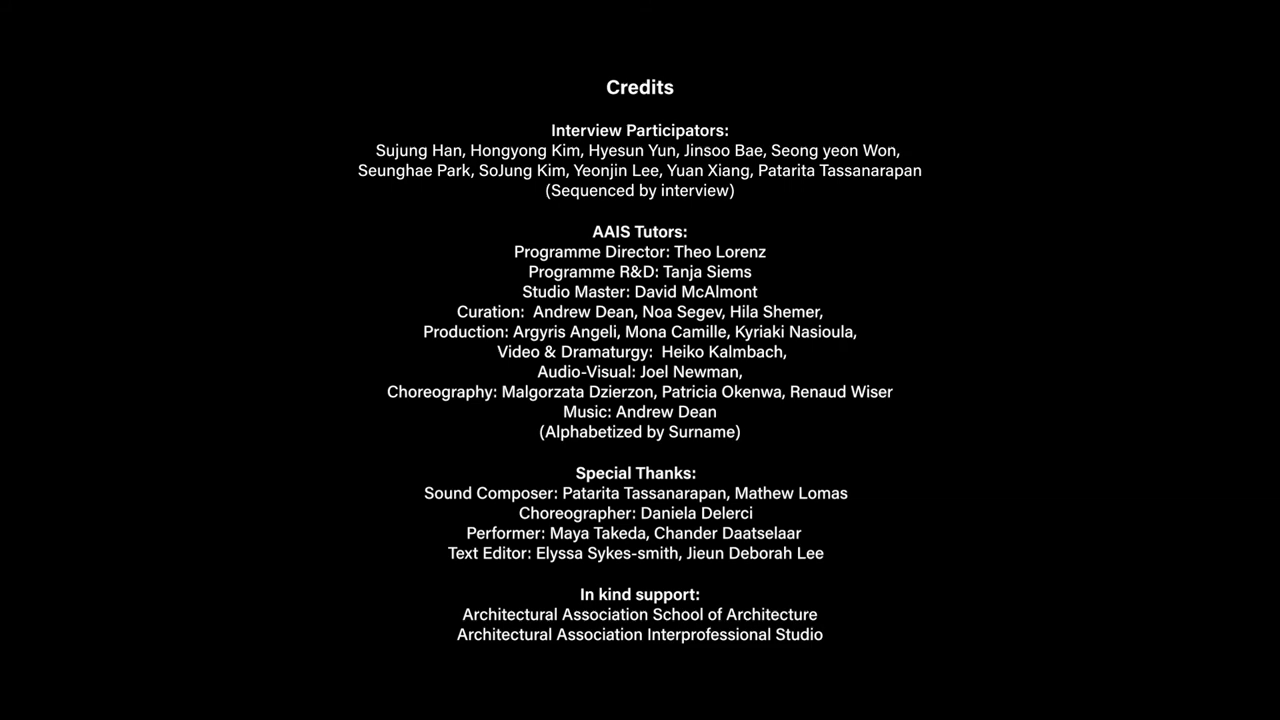 Credits
Interview Participators:
Sujung Han, Hongyong Kim, Hyesun Yun, Jinsoo Bae, Seong yeon Won,
Seunghae Park, SoJung Kim, Yeonjin Lee, Yuan Xiang, Patarita Tassanarapan
(Sequenced by interview)
AAIS Tutors:
Programme Director: Theo Lorenz
Programme R&D: Tanja Siems
Studio Master: David McAlmont
Curation:  Andrew Dean, Noa Segev, Hila Shemer,
Production: Argyris Angeli, Mona Camille, Kyriaki Nasioula,
Video & Dramaturgy:  Heiko Kalmbach,
Audio-Visual: Joel Newman,
Choreography: Malgorzata Dzierzon, Patricia Okenwa, Renaud Wiser
Music: Andrew Dean
(Alphabetized by Surname)
Special Thanks:
Sound Composer: Patarita Tassanarapan, Mathew Lomas
Choreographer: Daniela Delerci
Performer: Maya Takeda, Chander Daatselaar
Text Editor: Elyssa Sykes-smith, Jieun Deborah Lee
In kind support:
Architectural Association School of Architecture
Architectural Association Interprofessional Studio